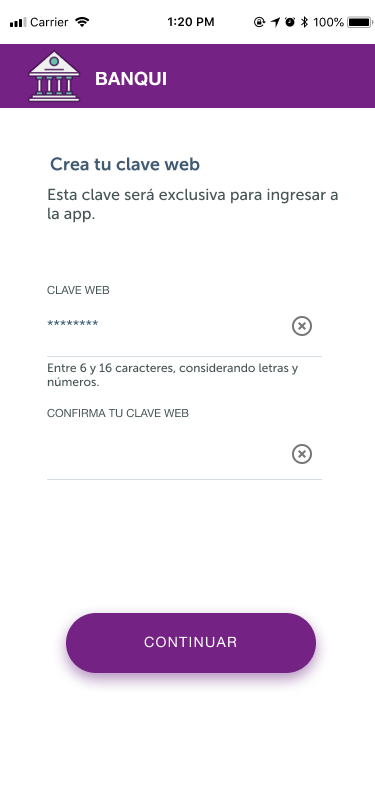 Carrier 1:20 PM 100%
BANQUI
Crea tu clave web
Esta clave será exclusiva para ingresar a
la app.
CLAVE WEB
********
Entre 6 y 16 caracteres, considerando letras y
números.
CONFIRMA TU CLAVE WEB
CONTINUAR